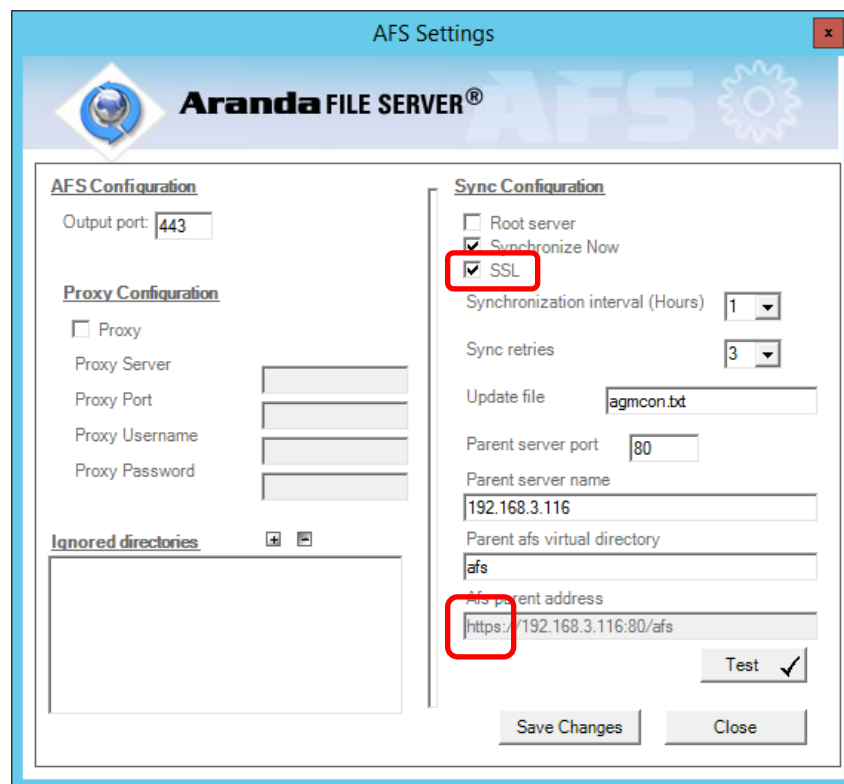 AFS Settings
x
Aranda FILE SERVER®
AFS
AFS Configuration
Output port: 443
Proxy Configuration
Proxy
Proxy Server
Proxy Port
Proxy Username
Proxy Password
Ignored directories
Sync Configuration
Root server
Synchronize Now
SSL
Synchronization interval (Hours) 1
Sync retries 3
Update file agmcon.txt
Parent server port 80
Parent server name
192.168.3.116
Parent afs virtual directory
afs
Afs parent address
https://192.168.3.116:80/afs
Test
Save Changes Close